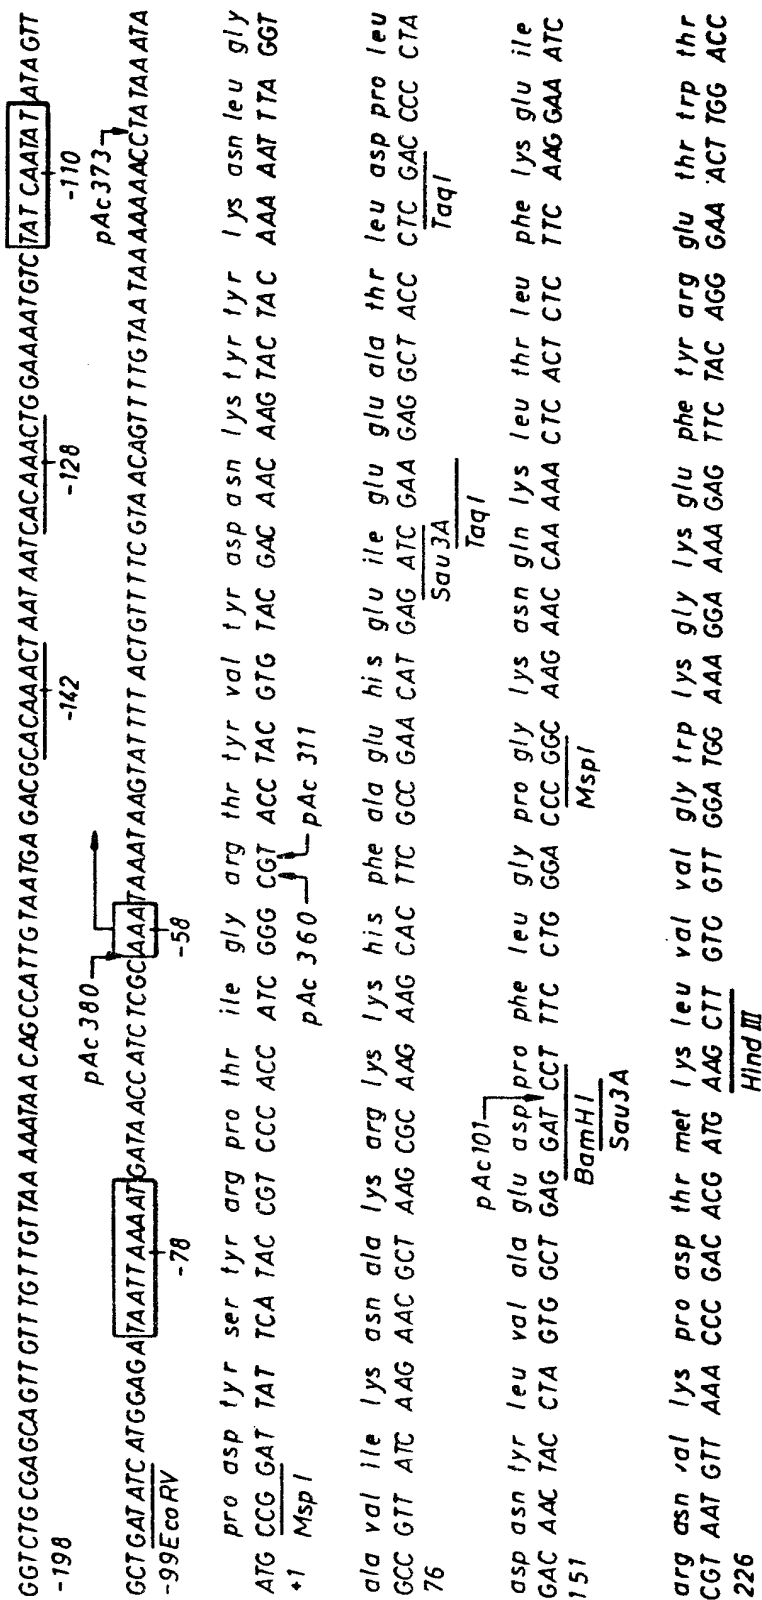 GGTCTGCGAGCAGTTGTTTGTTGTTAAAAATAACAGCCATTGTAATGAGACGCACAAACTAATAATCACAAACTGGAAAATGTCTATCAATATATAGTT
-198 -142 -128 -110
pAc380 pAc373
GCTGATATCATGGAGATAATTAAAATGATAACCATCTCGCAAATAAATAAGTATTTTACTGTTTTCGTAACAGTTTTGTAATAAAAAAACCTATAAATA
-99EcoRV -78 -58
pro asp tyr ser tyr arg pro thr ile gly arg thr tyr val tyr asp asn lys tyr tyr lys asn leu gly
ATG CCG GAT TAT TCA TAC CGT CCC ACC ATC GGG CGT ACC TAC GTG TAC GAC AAC AAG TAC TAC AAA AAT TTA GGT
+1 MspI pAc 360 pAc 311
ala val ile lys asn ala lys arg lys lys his phe ala glu his glu ile glu glu ala thr leu asp pro leu
GCC GTT ATC AAG AAC GCT AAG CGC AAG AAG CAC TTC GCC GAA CAT GAG ATC GAA GAG GCT ACC CTC GAC CCC CTA
76 Sau3A TaqI
TaqI
pAc101
asp asn tyr leu val ala glu asp pro phe leu gly pro gly lys asn gln lys leu thr leu phe lys glu ile
GAC AAC TAC CTA GTG GCT GAG GAT CCT TTC CTG GGA CCC GGC AAG AAC CAA AAA CTC ACT CTC TTC AAG GAA ATC
151 BamHI MspI
Sau3A
arg asn val lys pro asp thr met lys leu val val gly trp lys gly lys glu phe tyr arg glu thr trp thr
CGT AAT GTT AAA CCC GAC ACG ATG AAG CTT GTC GTT GGA TGG AAA GGA AAA GAG TTC TAC AGG GAA ACT TGG ACC
226 HindIII